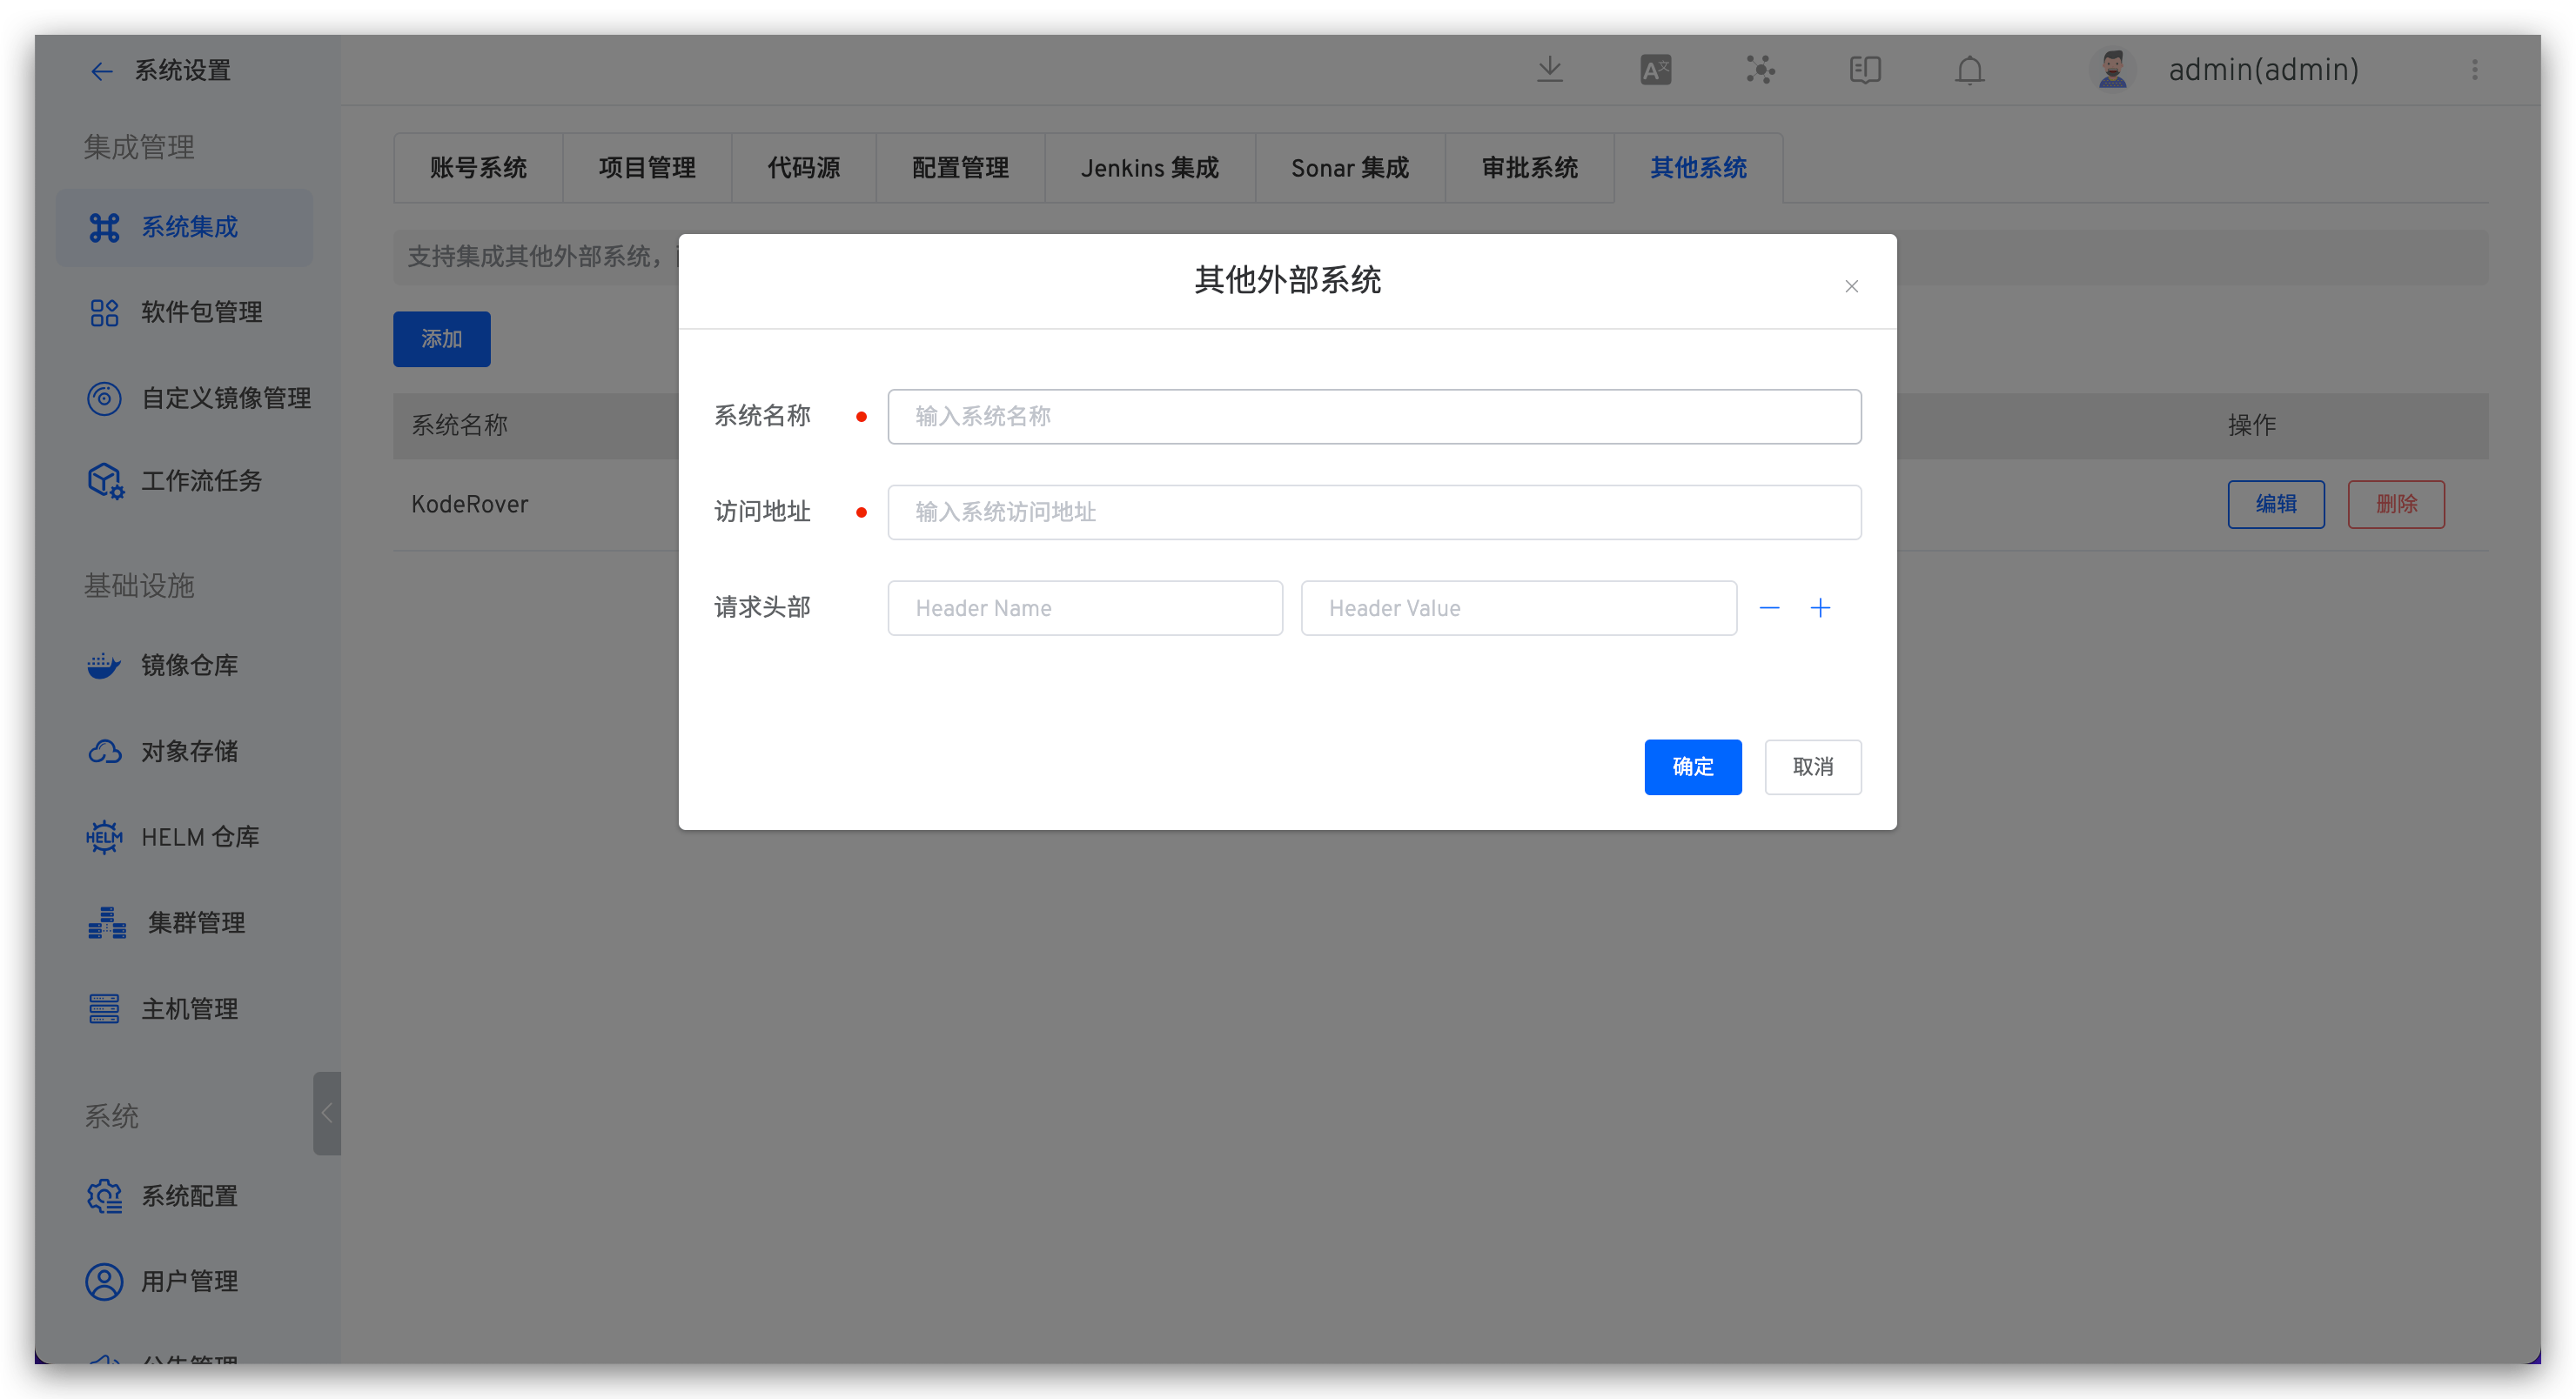 系统设置
admin(admin)
集成管理
系统集成
软件包管理
自定义镜像管理
工作流任务
基础设施
镜像仓库
对象存储
HELM
HELM 仓库
集群管理
主机管理
系统
系统配置
用户管理
公告管理
账号系统
项目管理
代码源
配置管理
Jenkins 集成
Sonar 集成
审批系统
其他系统
支持集成其他外部系统，
添加
系统名称
操作
KodeRover
编辑
删除
其他外部系统
系统名称
输入系统名称
访问地址
输入系统访问地址
请求头部
Header Name
Header Value
确定
取消